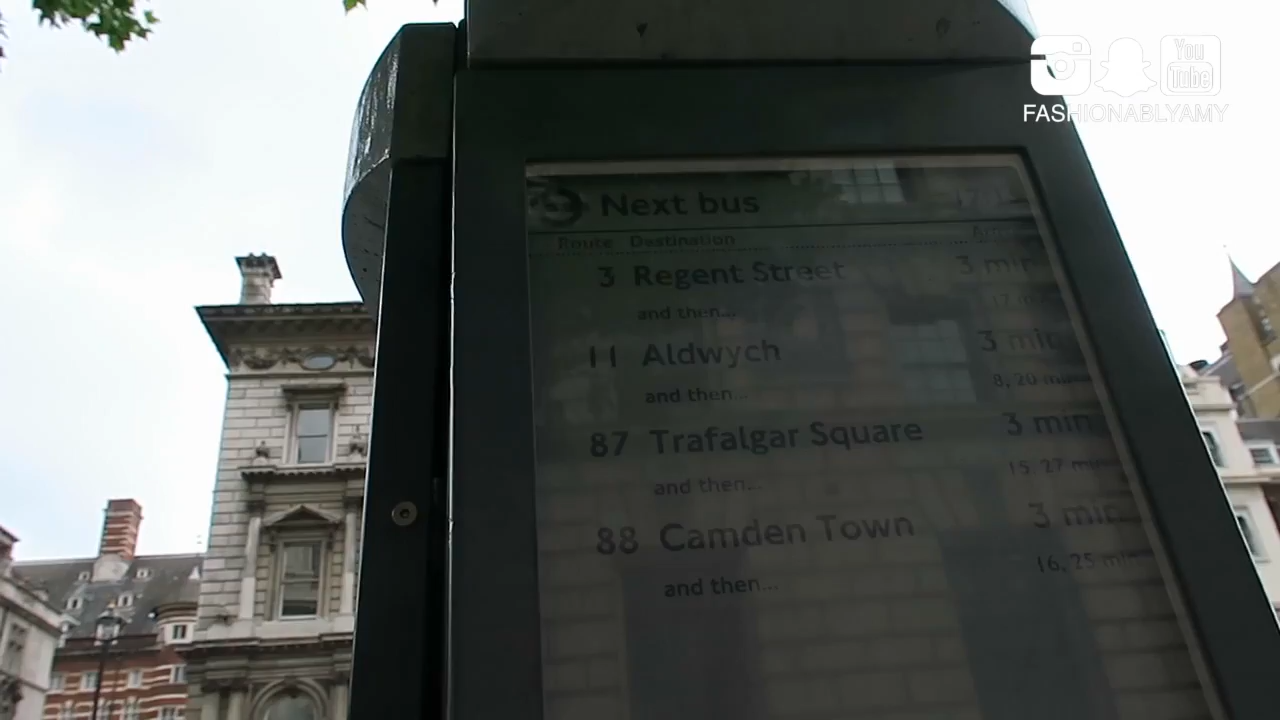 You
Tube
FASHIONABLYAMY
Next bus
Route Destination
3 Regent Street 3 min
and then...
11 Aldwych 3 min
and then... 8, 20 min
87 Trafalgar Square 3 min
and then... 15, 27 min
88 Camden Town 3 min
and then... 16, 25 min